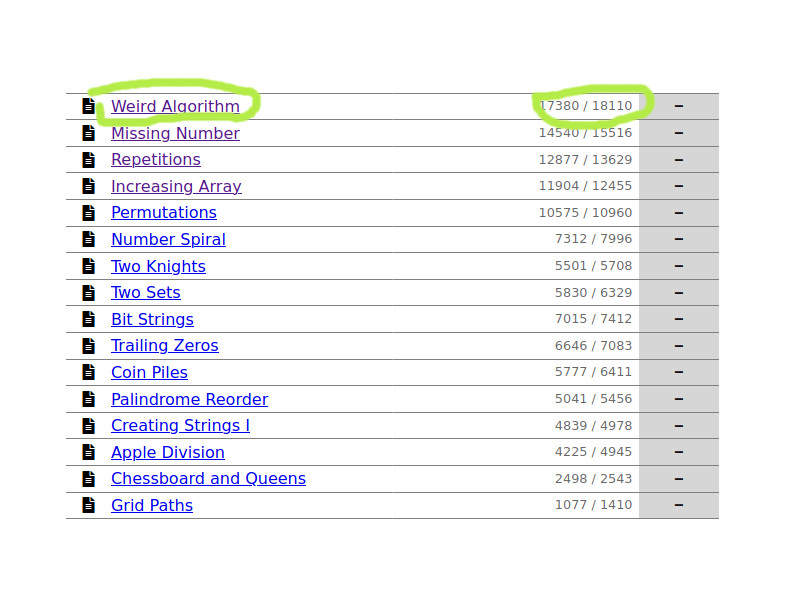 Weird Algorithm 17380 / 18110 –
Missing Number 14540 / 15516 –
Repetitions 12877 / 13629 –
Increasing Array 11904 / 12455 –
Permutations 10575 / 10960 –
Number Spiral 7312 / 7996 –
Two Knights 5501 / 5708 –
Two Sets 5830 / 6329 –
Bit Strings 7015 / 7412 –
Trailing Zeros 6646 / 7083 –
Coin Piles 5777 / 6411 –
Palindrome Reorder 5041 / 5456 –
Creating Strings I 4839 / 4978 –
Apple Division 4225 / 4945 –
Chessboard and Queens 2498 / 2543 –
Grid Paths 1077 / 1410 –